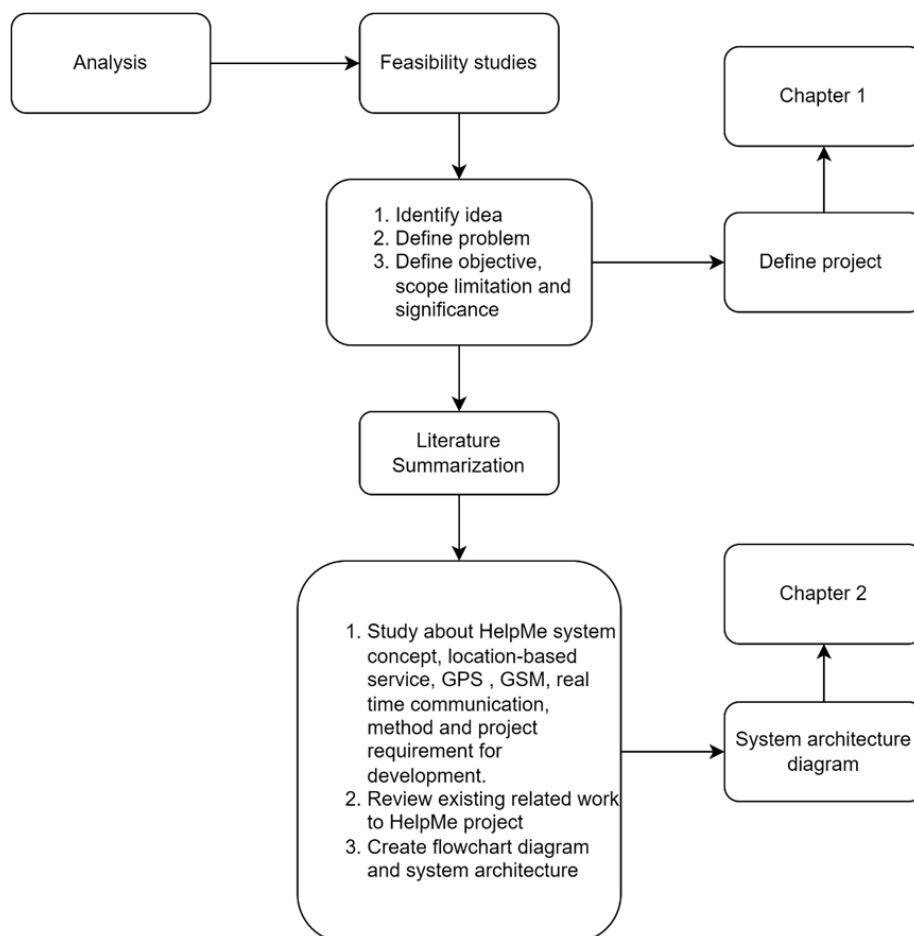 Analysis
Feasibility studies
Chapter 1
1. Identify idea
2. Define problem
3. Define objective,
scope limitation and
significance
Define project
Literature
Summarization
Chapter 2
1. Study about HelpMe system
concept, location-based
service, GPS , GSM, real
time communication,
method and project
requirement for
development.
2. Review existing related work
to HelpMe project
3. Create flowchart diagram
and system architecture
System architecture
diagram